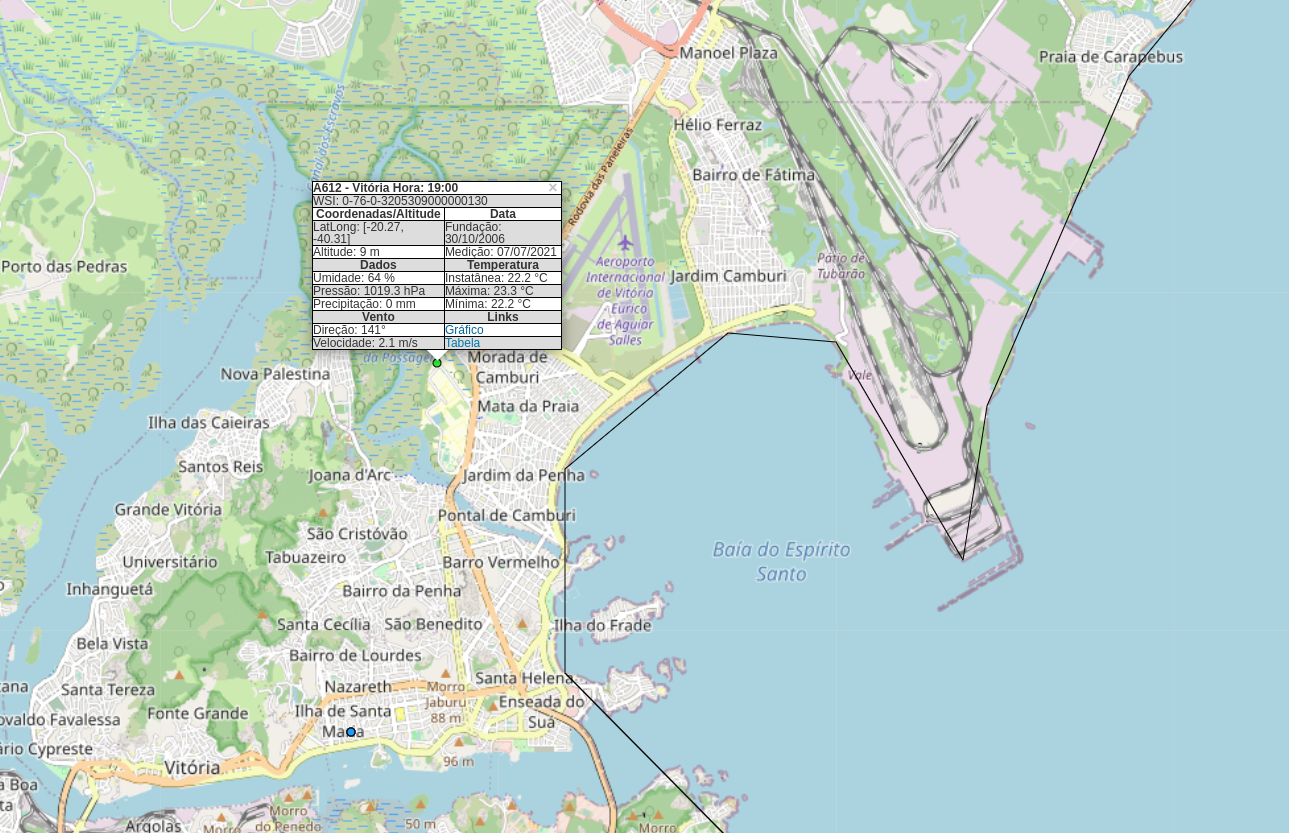 Manoel Plaza
Praia de Carapebus
Hélio Ferraz
Rodovia das Paneleiras
Bairro de Fátima
A612 - Vitória Hora: 19:00
×
WSI: 0-76-0-3205309000000130
Coordenadas/Altitude Data
LatLong: [-20.27,
-40.31]
Fundação:
30/10/2006
Altitude: 9 m Medição: 07/07/2021
Dados Temperatura
Umidade: 64 % Instatânea: 22.2 °C
Pressão: 1019.3 hPa Máxima: 23.3 °C
Precipitação: 0 mm Mínima: 22.2 °C
Vento Links
Direção: 141° Gráfico
Velocidade: 2.1 m/s Tabela
Porto das Pedras
Aeroporto
Internacional
de Vitória
- Eurico
de Aguiar
Salles
Jardim Camburi
Pátio de
Tubarão
Vale
da Passagem
Morada de
Camburi
Nova Palestina
Mata da Praia
Ilha das Caieiras
Santos Reis
Joana d'Arc
Jardim da Penha
Grande Vitória
Pontal de Camburi
São Cristóvão
Tabuazeiro
Universitário
Barro Vermelho
Baía do Espírito
Santo
Inhanguetá
Bairro da Penha
Santa Cecília
São Benedito
Ilha do Frade
Bela Vista
Bairro de Lourdes
Santa Tereza
Nazareth
Morro
Jaburu
88 m
Santa Helena
Fonte Grande
Ilha de Santa
Maria
Enseada do
Suá
ovaldo Favalessa
ário Cypreste
96 m
Vitória
Argolas
Morro
do Penedo
50 m
Morro